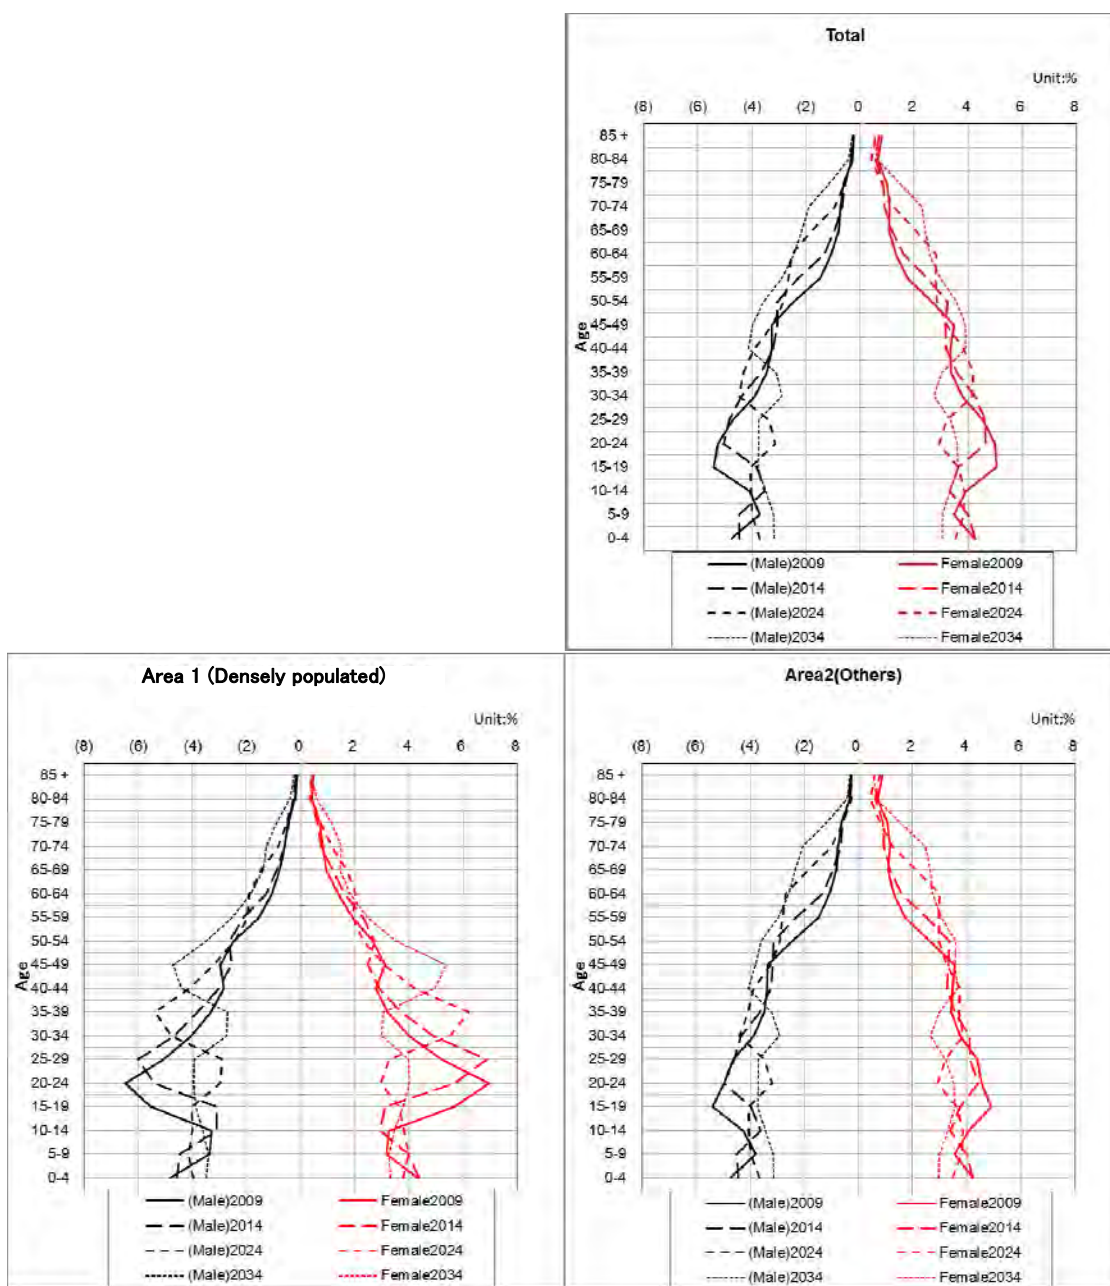 Total
Unit:%
(8) (6) (4) (2) 0 2 4 6 8
85 +
80-84
75-79
70-74
65-69
60-64
55-59
50-54
45-49
40-44
35-39
30-34
25-29
20-24
15-19
10-14
5-9
0-4
Age
(Male)2009 Female2009
(Male)2014 Female2014
(Male)2024 Female2024
(Male)2034 Female2034
Area 1 (Densely populated)
Unit:%
(8) (6) (4) (2) 0 2 4 6 8
85 +
80-84
75-79
70-74
65-69
60-64
55-59
50-54
45-49
40-44
35-39
30-34
25-29
20-24
15-19
10-14
5-9
0-4
Age
(Male)2009 Female2009
(Male)2014 Female2014
(Male)2024 Female2024
(Male)2034 Female2034
Area2(Others)
Unit:%
(8) (6) (4) (2) 0 2 4 6 8
85 +
80-84
75-79
70-74
65-69
60-64
55-59
50-54
45-49
40-44
35-39
30-34
25-29
20-24
15-19
10-14
5-9
0-4
Age
(Male)2009 Female2009
(Male)2014 Female2014
(Male)2024 Female2024
(Male)2034 Female2034